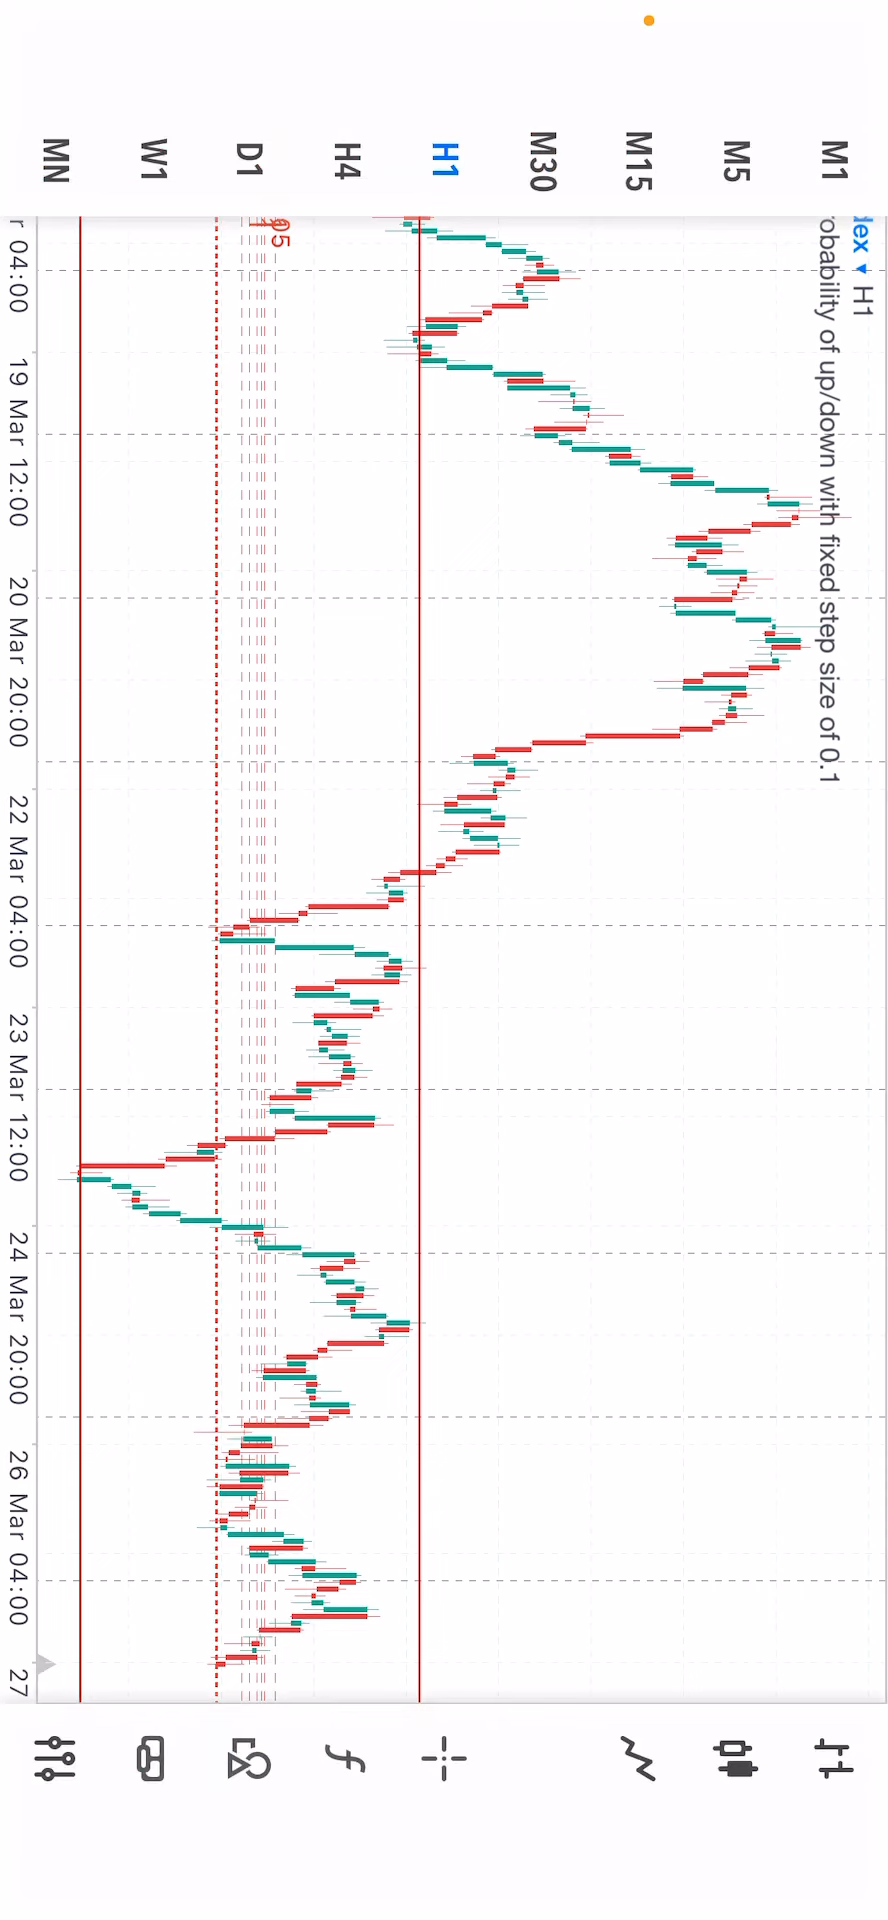 M1
M5
M15
M30
H1
H4
D1
W1
MN
dex ▾ H1
obability of up/down with fixed step size of 0.1
05
r 04:00
19 Mar 12:00
20 Mar 20:00
22 Mar 04:00
23 Mar 12:00
24 Mar 20:00
26 Mar 04:00
27